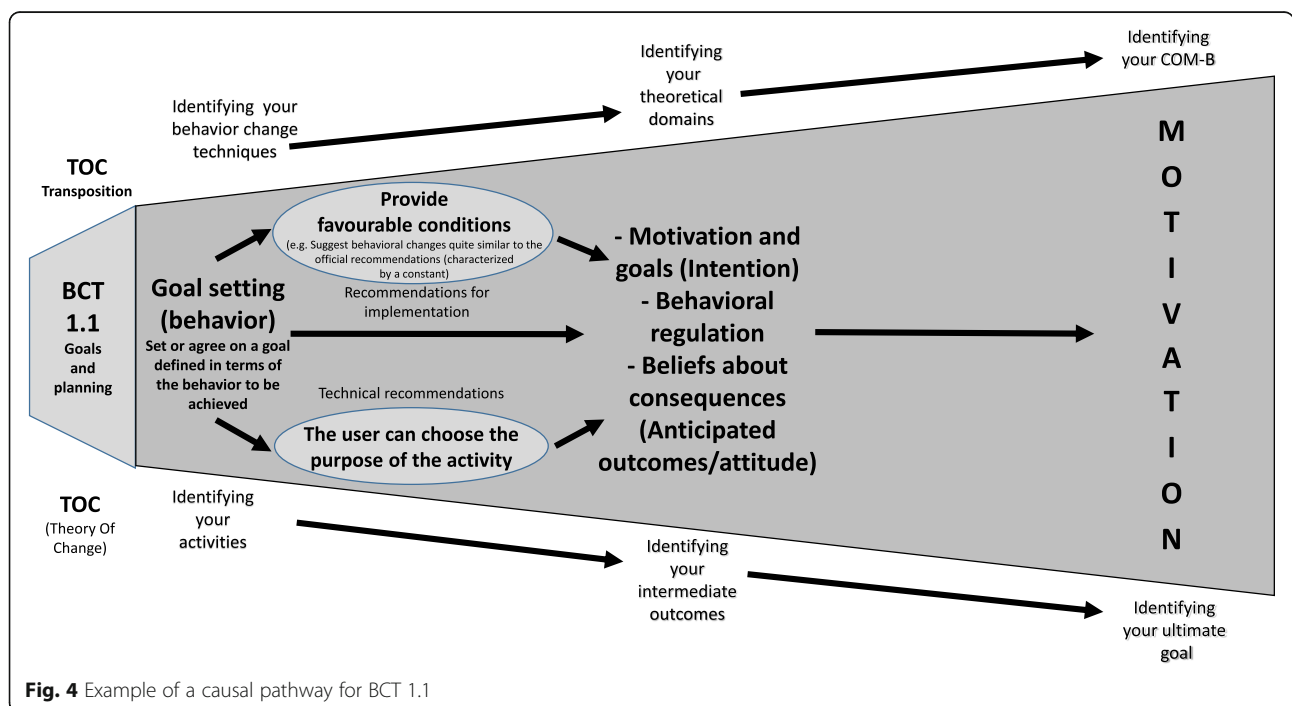 Identifying your
behavior change
techniques
Identifying
your
theoretical
domains
Identifying
your COM-B
TOC
Transposition
BCT
1.1
Goals
and
planning
Goal setting
(behavior)
Set or agree on a goal
defined in terms of
the behavior to be
achieved
Provide
favourable conditions
(e.g. Suggest behavioral changes quite similar to the
official recommendations (characterized
by a constant)
Recommendations for
implementation
Technical recommendations
The user can choose the
purpose of the activity
- Motivation and
goals (Intention)
- Behavioral
regulation
- Beliefs about
consequences
(Anticipated
outcomes/attitude)
M
O
T
I
V
A
T
I
O
N
TOC
(Theory Of
Change)
Identifying
your
activities
Identifying
your
intermediate
outcomes
Identifying
your ultimate
goal
Fig. 4 Example of a causal pathway for BCT 1.1